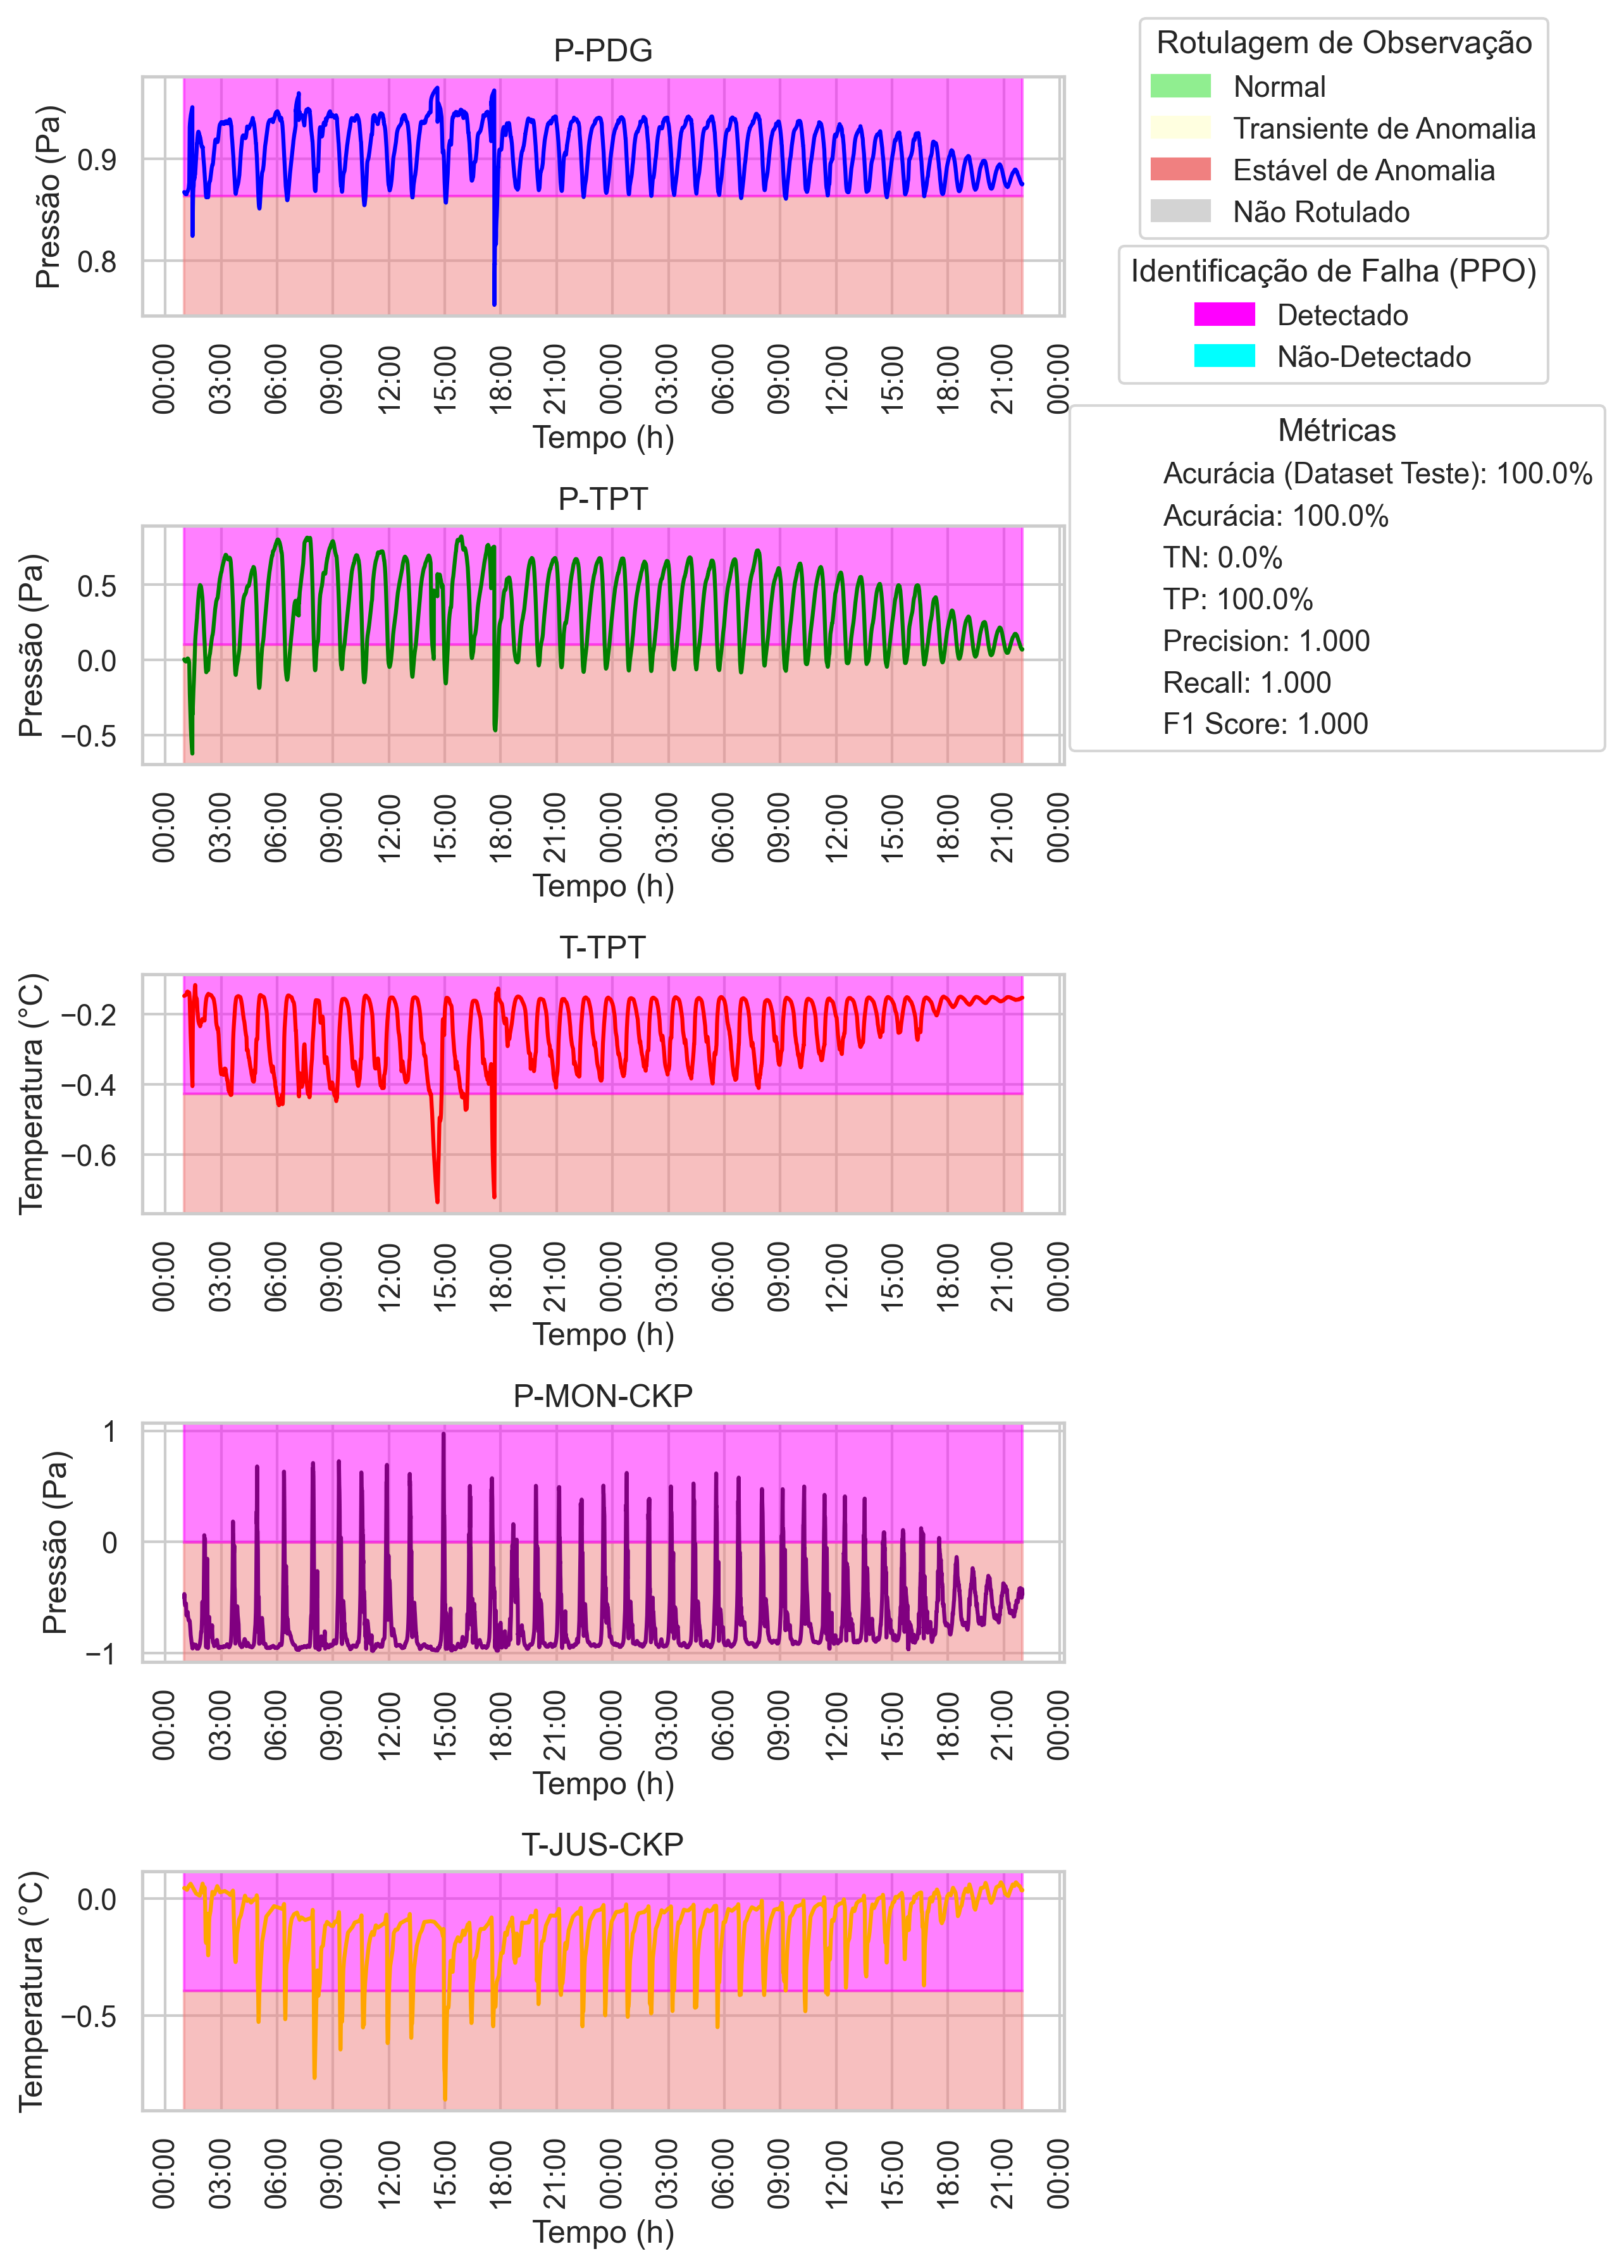 P-PDG
Pressão (Pa)
0.9
0.8
00:00 03:00 06:00 09:00 12:00 15:00 18:00 21:00 00:00 03:00 06:00 09:00 12:00 15:00 18:00 21:00 00:00
Tempo (h)
Rotulagem de Observação
Normal
Transiente de Anomalia
Estável de Anomalia
Não Rotulado
Identificação de Falha (PPO)
Detectado
Não-Detectado
Métricas
Acurácia (Dataset Teste): 100.0%
Acurácia: 100.0%
TN: 0.0%
TP: 100.0%
Precision: 1.000
Recall: 1.000
F1 Score: 1.000
P-TPT
Pressão (Pa)
0.5
0.0
−0.5
00:00 03:00 06:00 09:00 12:00 15:00 18:00 21:00 00:00 03:00 06:00 09:00 12:00 15:00 18:00 21:00 00:00
Tempo (h)
T-TPT
Temperatura (°C)
−0.2
−0.4
−0.6
00:00 03:00 06:00 09:00 12:00 15:00 18:00 21:00 00:00 03:00 06:00 09:00 12:00 15:00 18:00 21:00 00:00
Tempo (h)
P-MON-CKP
Pressão (Pa)
1
0
−1
00:00 03:00 06:00 09:00 12:00 15:00 18:00 21:00 00:00 03:00 06:00 09:00 12:00 15:00 18:00 21:00 00:00
Tempo (h)
T-JUS-CKP
Temperatura (°C)
0.0
−0.5
00:00 03:00 06:00 09:00 12:00 15:00 18:00 21:00 00:00 03:00 06:00 09:00 12:00 15:00 18:00 21:00 00:00
Tempo (h)